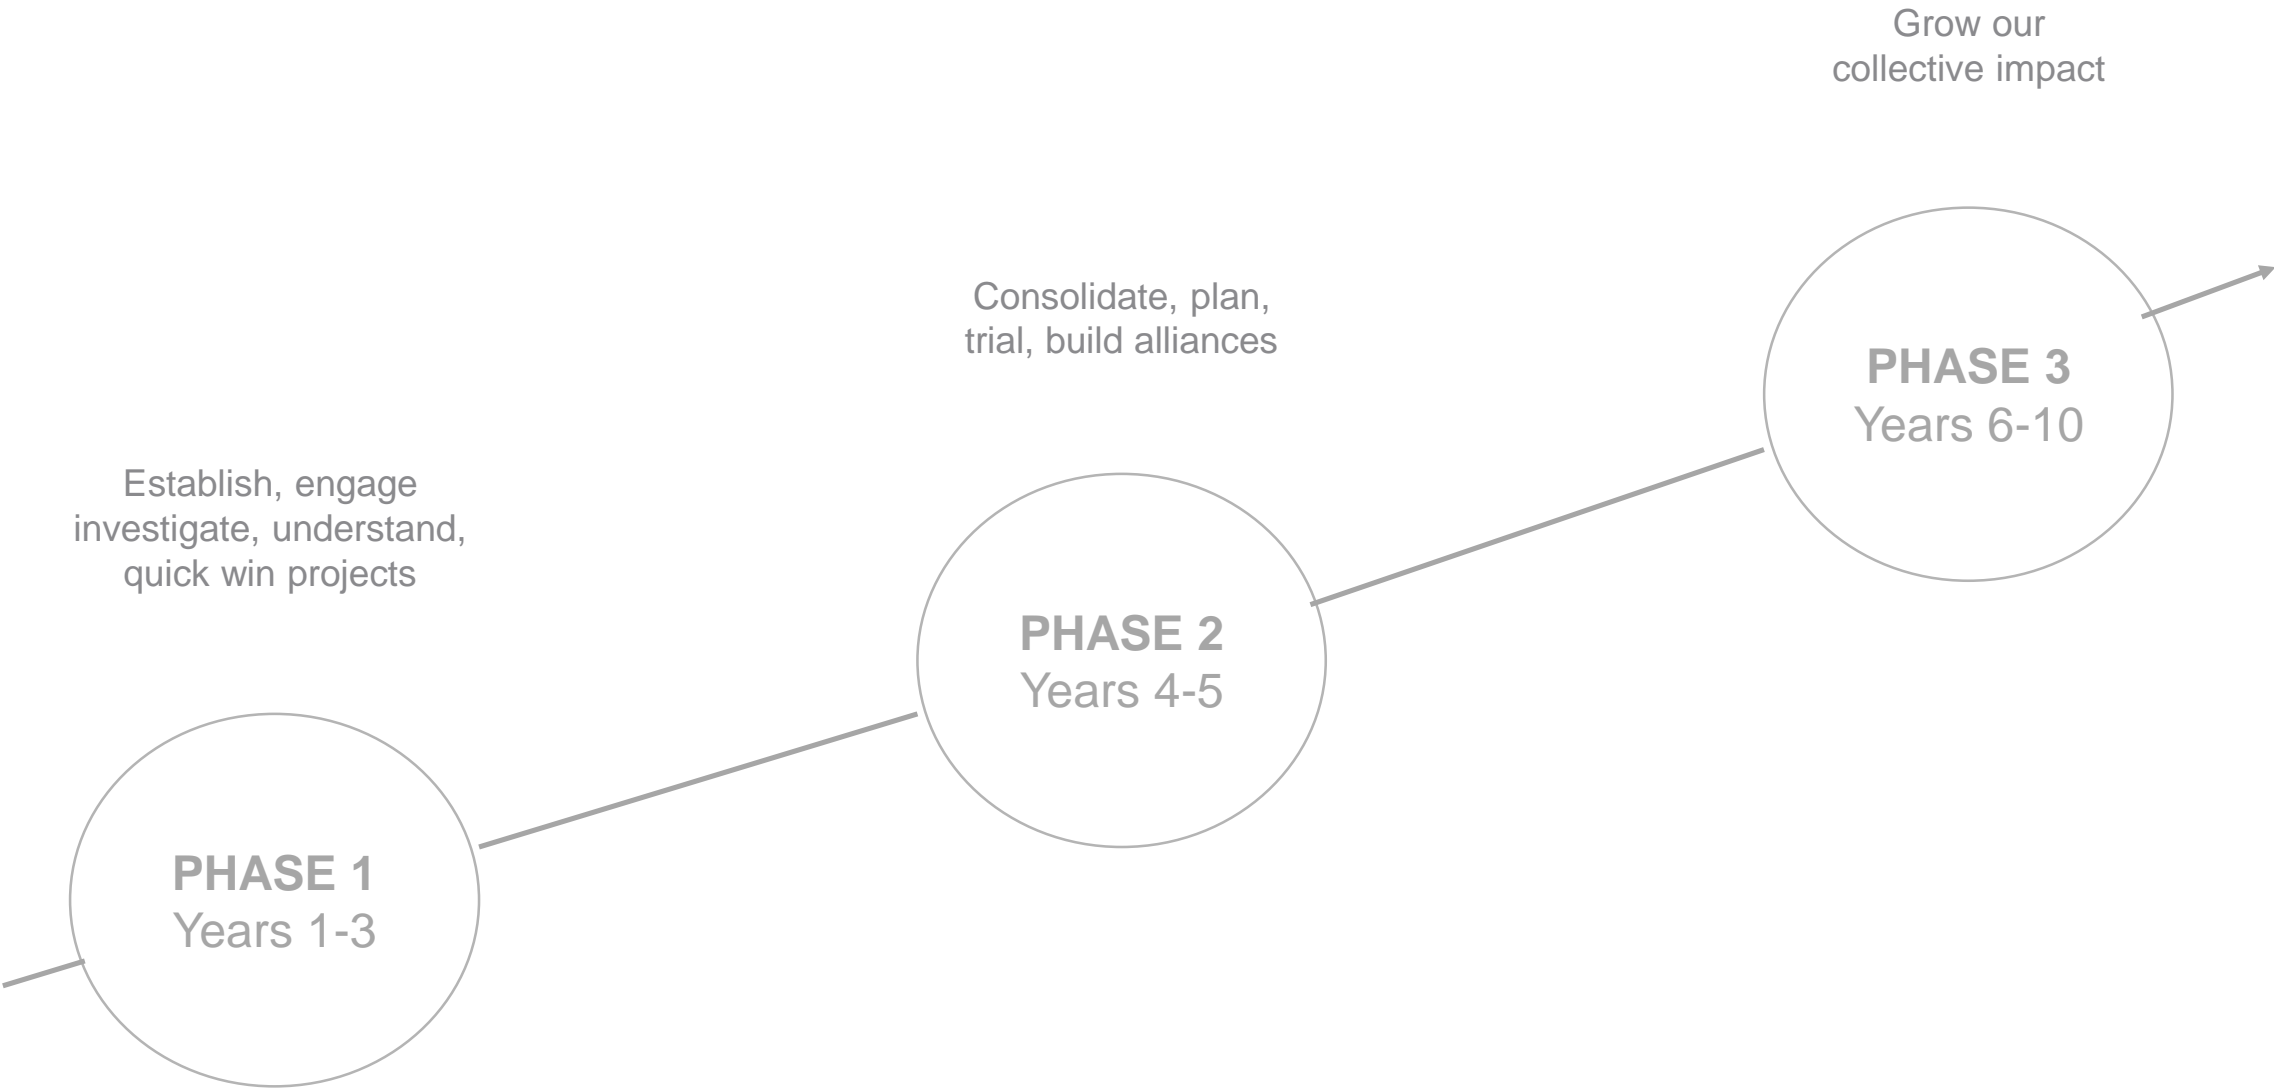 Establish, engage
investigate, understand,
quick win projects
PHASE 1
Years 1-3
Consolidate, plan,
trial, build alliances
PHASE 2
Years 4-5
Grow our
collective impact
PHASE 3
Years 6-10